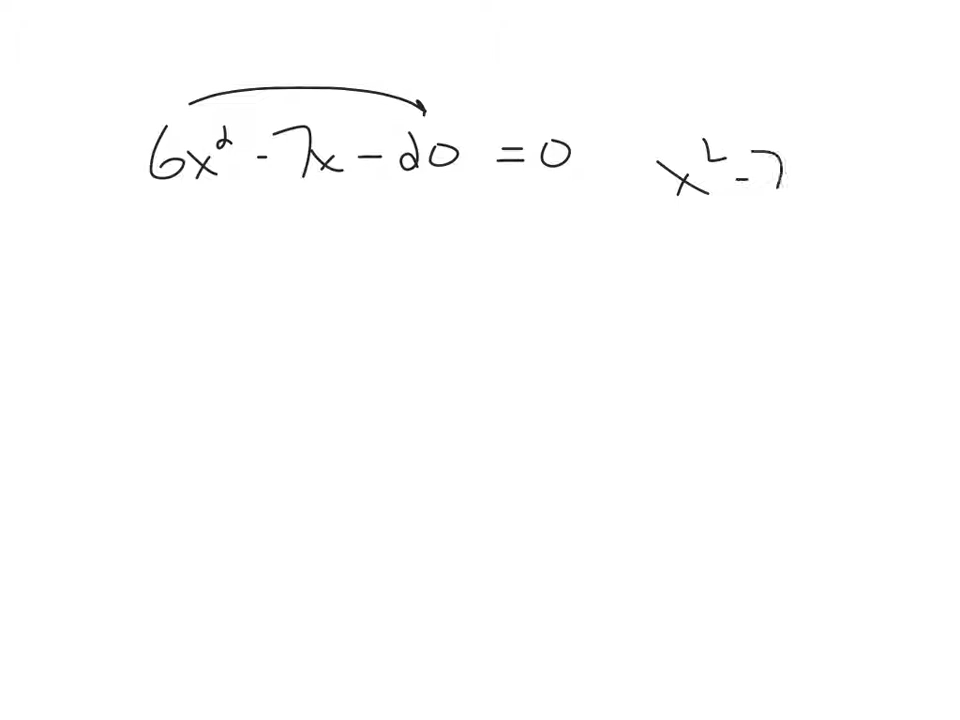 6x² - 7x - 20 = 0 x² - 7